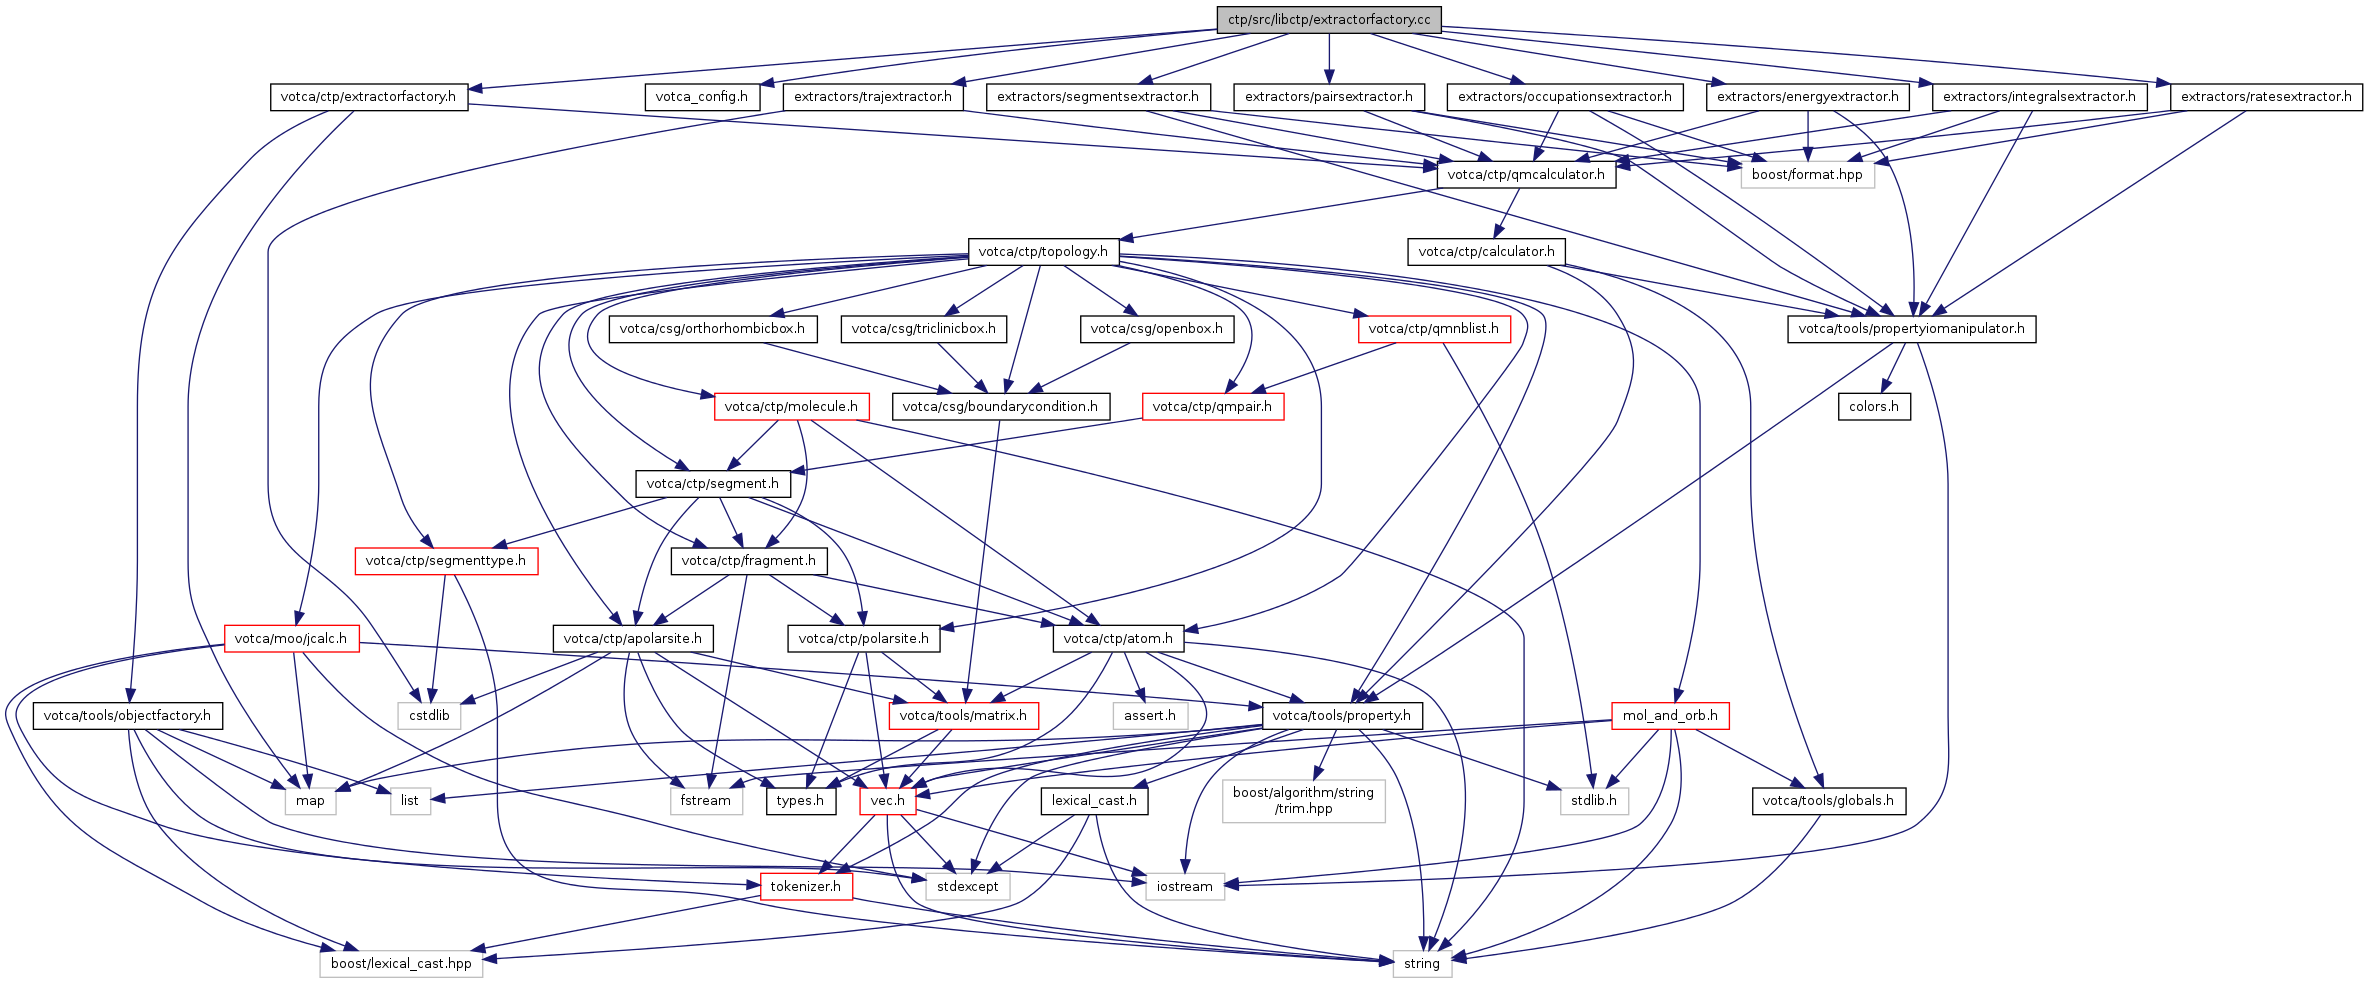 ctp/src/libctp/extractorfactory.cc
votca/ctp/extractorfactory.h
votca_config.h
extractors/trajextractor.h
extractors/segmentsextractor.h
extractors/pairsextractor.h
extractors/occupationsextractor.h
extractors/energyextractor.h
extractors/integralsextractor.h
extractors/ratesextractor.h
votca/ctp/qmcalculator.h
boost/format.hpp
votca/ctp/topology.h
votca/ctp/calculator.h
votca/csg/orthorhombicbox.h
votca/csg/triclinicbox.h
votca/csg/openbox.h
votca/ctp/qmnblist.h
votca/tools/propertyiomanipulator.h
votca/ctp/molecule.h
votca/csg/boundarycondition.h
votca/ctp/qmpair.h
colors.h
votca/ctp/segment.h
votca/ctp/segmenttype.h
votca/ctp/fragment.h
votca/moo/jcalc.h
votca/ctp/apolarsite.h
votca/ctp/polarsite.h
votca/ctp/atom.h
votca/tools/objectfactory.h
cstdlib
votca/tools/matrix.h
assert.h
votca/tools/property.h
mol_and_orb.h
map
list
fstream
types.h
vec.h
lexical_cast.h
boost/algorithm/string
/trim.hpp
stdlib.h
votca/tools/globals.h
tokenizer.h
stdexcept
iostream
boost/lexical_cast.hpp
string